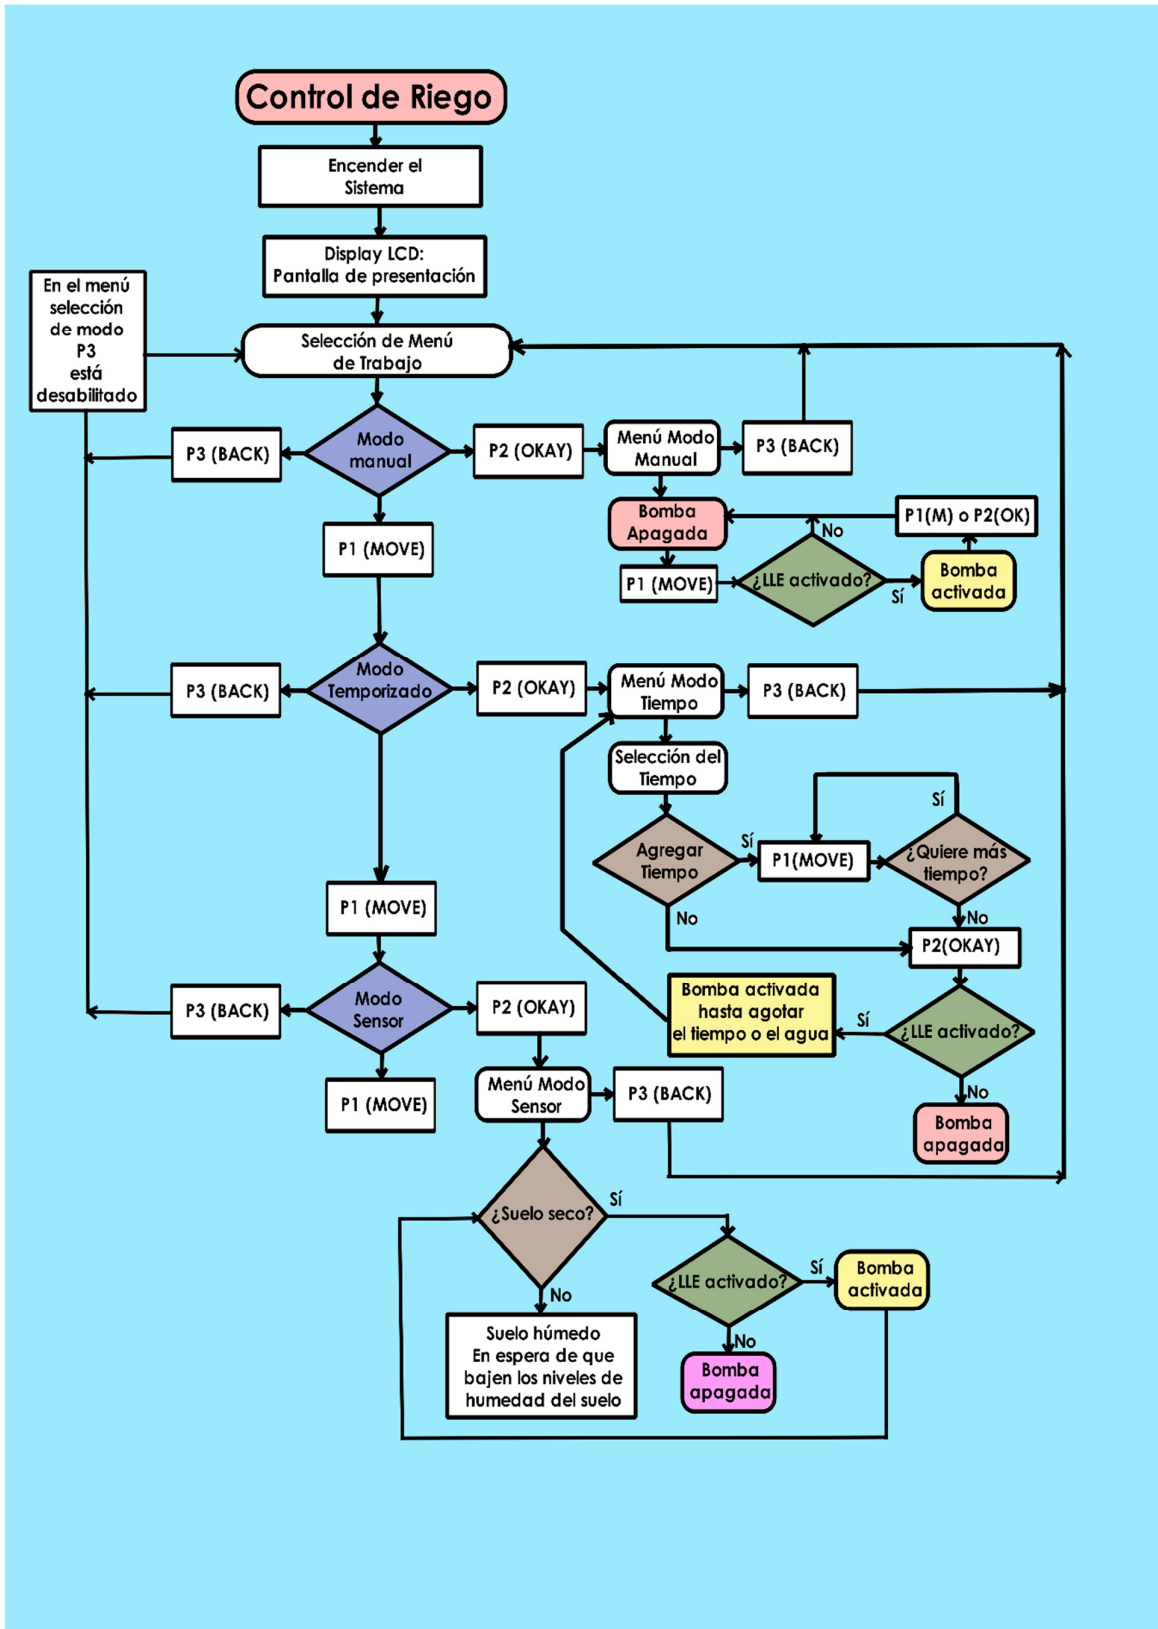 Control de Riego
Encender el
Sistema
Display LCD:
Pantalla de presentación
En el menú
selección
de modo
P3
está
desabilitado
Selección de Menú
de Trabajo
P3 (BACK)
Modo
manual
P2 (OKAY)
Menú Modo
Manual
P3 (BACK)
P1 (MOVE)
Bomba
Apagada
P1 (MOVE)
¿LLE activado?
No
Sí
P1(M) o P2(OK)
Bomba
activada
P3 (BACK)
Modo
Temporizado
P2 (OKAY)
Menú Modo
Tiempo
P3 (BACK)
Selección del
Tiempo
Agregar
Tiempo
Sí
P1(MOVE)
¿Quiere más
tiempo?
Sí
No
No
P2(OKAY)
P1 (MOVE)
Bomba activada
hasta agotar
el tiempo o el agua
Sí
¿LLE activado?
No
Bomba
apagada
P3 (BACK)
Modo
Sensor
P2 (OKAY)
P1 (MOVE)
Menú Modo
Sensor
P3 (BACK)
¿Suelo seco?
Sí
No
¿LLE activado?
Sí
Bomba
activada
No
Bomba
apagada
Suelo húmedo
En espera de que
bajen los niveles de
humedad del suelo